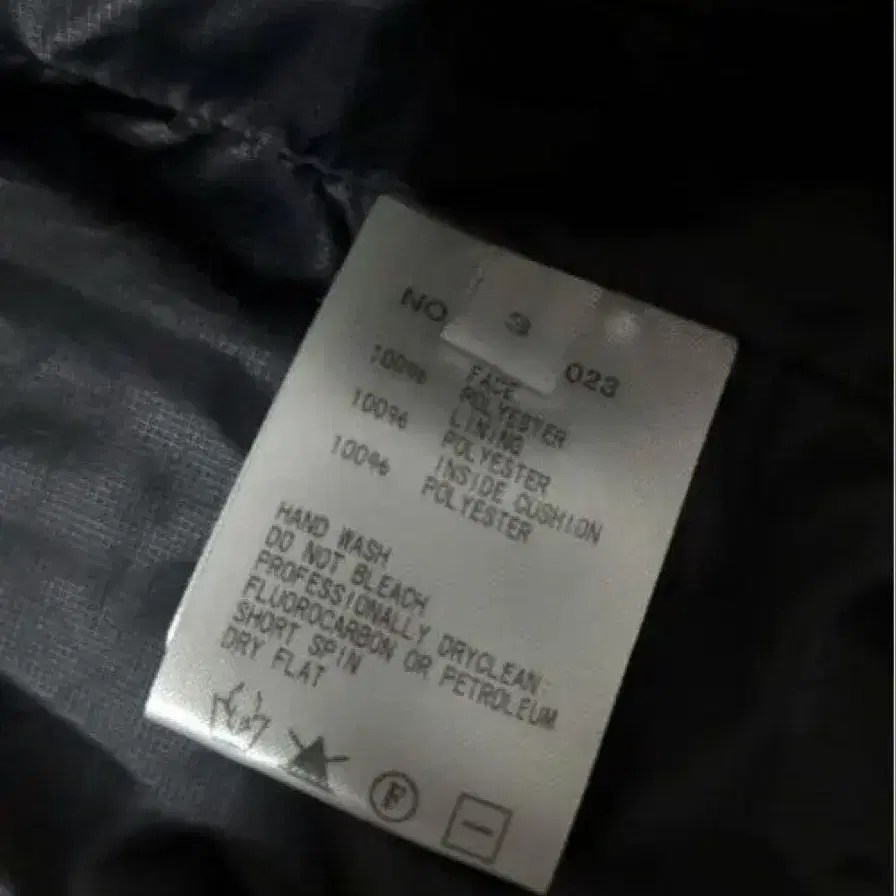 NO 3 023
100% FACE
POLYESTER
100% LINING
POLYESTER
100% INSIDE CUSHION
POLYESTER
HAND WASH
DO NOT BLEACH
PROFESSIONALLY DRYCLEAN:
FLUOROCARBON OR PETROLEUM
SHORT SPIN
DRY FLAT
F